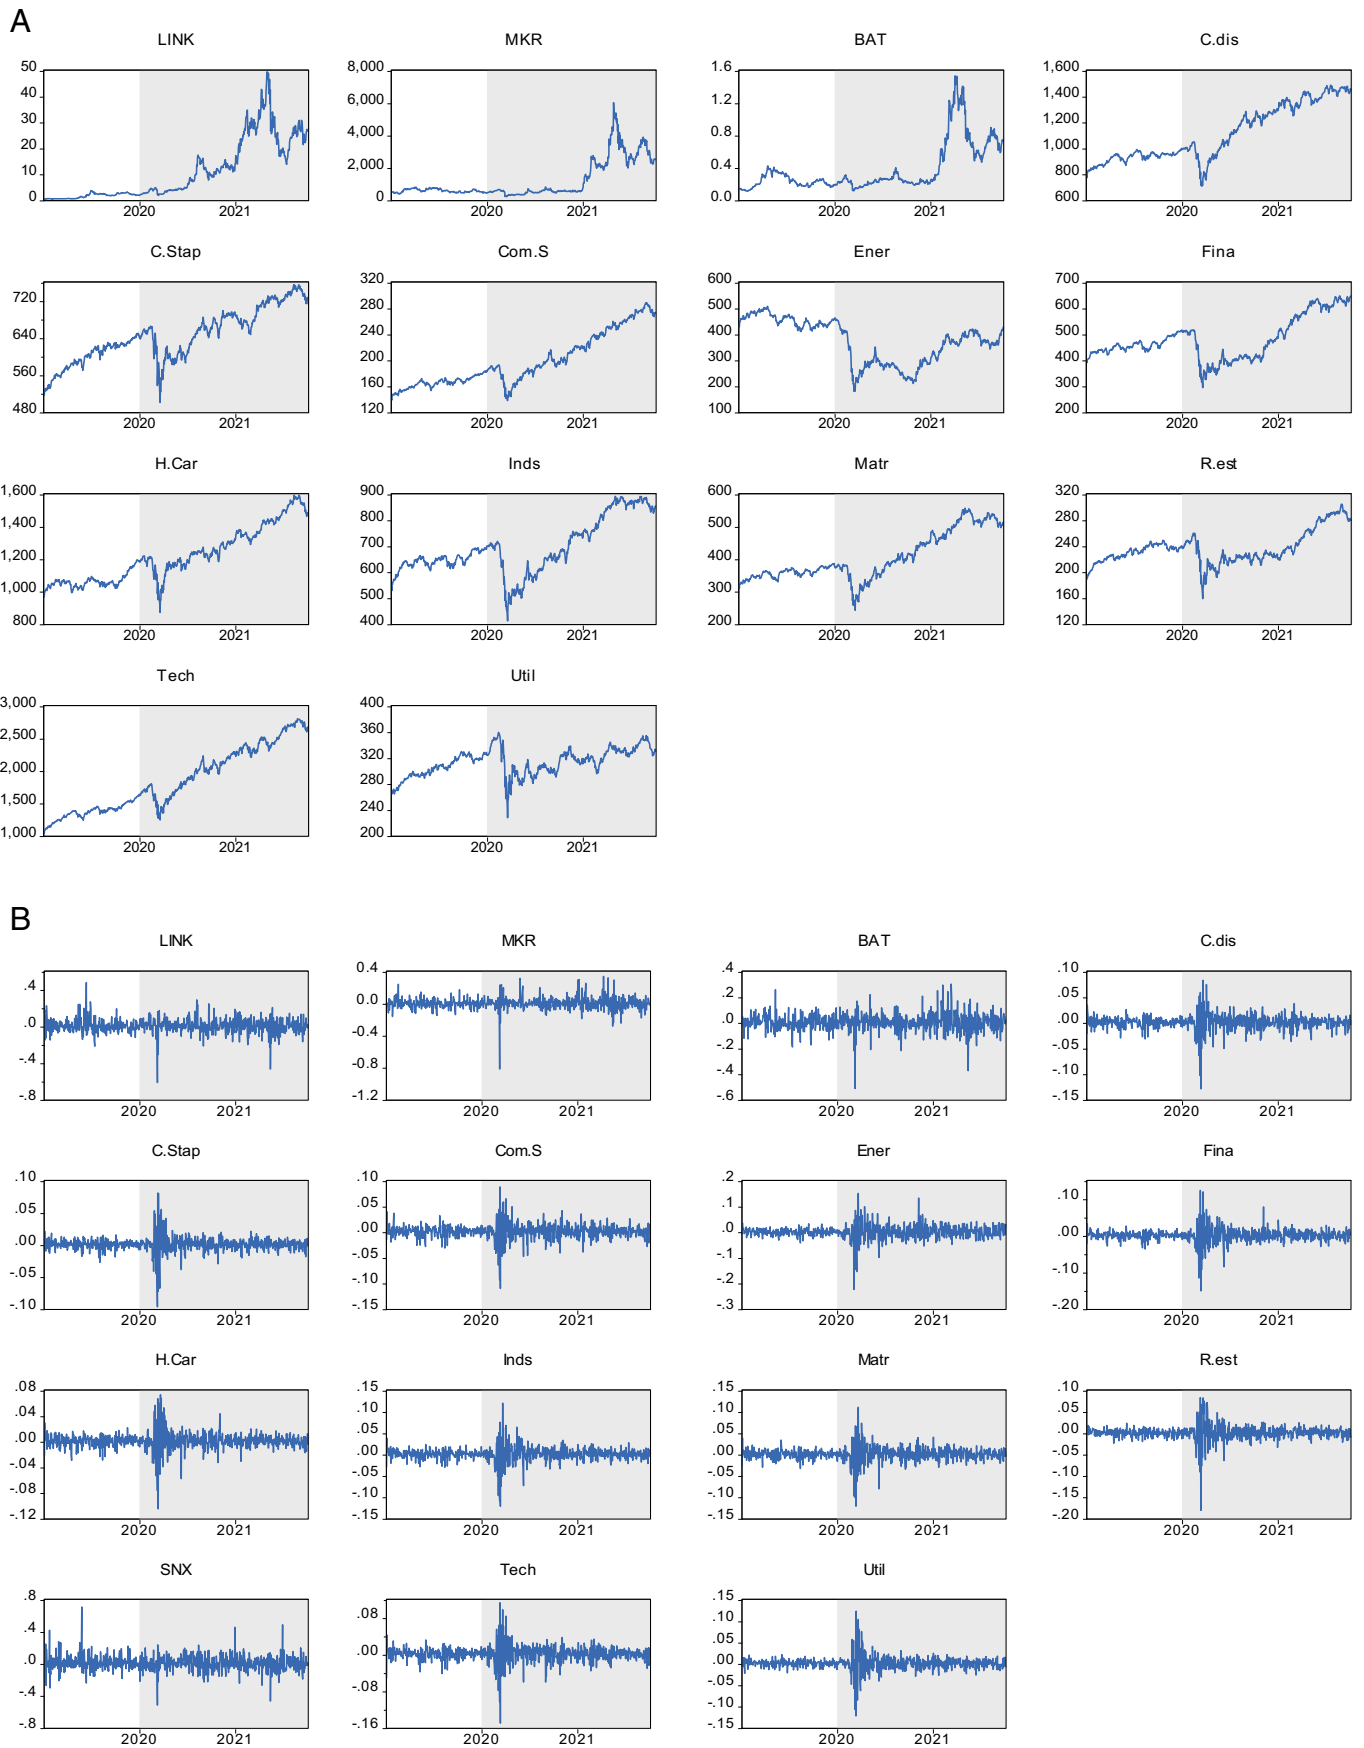 A
LINK MKR BAT C.dis
50 40 30 20 10 0 2020 2021
8,000 6,000 4,000 2,000 0 2020 2021
1.6 1.2 0.8 0.4 0.0 2020 2021
1,600 1,400 1,200 1,000 800 600 2020 2021
C.Stap Com.S Ener Fina
720 640 560 480 2020 2021
320 280 240 200 160 120 2020 2021
600 500 400 300 200 100 2020 2021
700 600 500 400 300 200 2020 2021
H.Car Inds Matr R.est
1,600 1,400 1,200 1,000 800 2020 2021
900 800 700 600 500 400 2020 2021
600 500 400 300 200 2020 2021
320 280 240 200 160 120 2020 2021
Tech Util
3,000 2,500 2,000 1,500 1,000 2020 2021
400 360 320 280 240 200 2020 2021
B
LINK MKR BAT C.dis
.4 .0 -.4 -.8 2020 2021
0.4 0.0 -0.4 -0.8 -1.2 2020 2021
.4 .2 .0 -.2 -.4 -.6 2020 2021
.10 .05 .00 -.05 -.10 -.15 2020 2021
C.Stap Com.S Ener Fina
.10 .05 .00 -.05 -.10 2020 2021
.10 .05 .00 -.05 -.10 -.15 2020 2021
.2 .1 .0 -.1 -.2 -.3 2020 2021
.10 .00 -.10 -.20 2020 2021
H.Car Inds Matr R.est
.08 .04 .00 -.04 -.08 -.12 2020 2021
.15 .10 .05 .00 -.05 -.10 -.15 2020 2021
.15 .10 .05 .00 -.05 -.10 -.15 2020 2021
.10 .05 .00 -.05 -.10 -.15 -.20 2020 2021
SNX Tech Util
.8 .4 .0 -.4 -.8 2020 2021
.08 .00 -.08 -.16 2020 2021
.15 .10 .05 .00 -.05 -.10 -.15 2020 2021